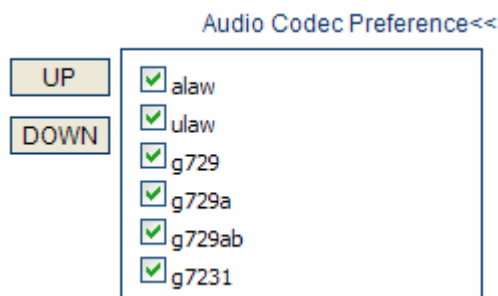 Audio Codec Preference<<
UP
DOWN
alaw
ulaw
g729
g729a
g729ab
g7231